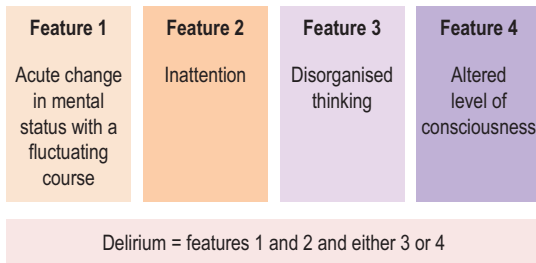 Feature 1
Acute change
in mental
status with a
fluctuating
course
Feature 2
Inattention
Feature 3
Disorganised
thinking
Feature 4
Altered
level of
consciousness
Delirium = features 1 and 2 and either 3 or 4